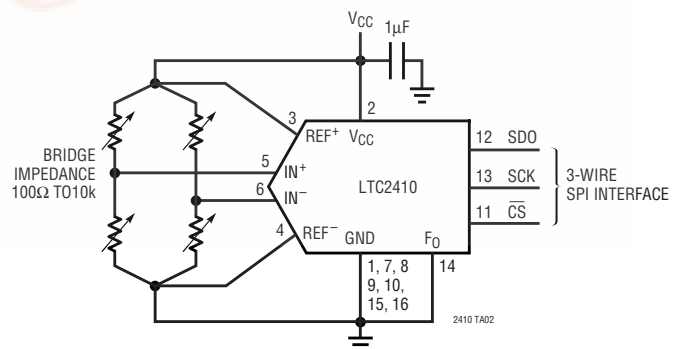 VCC
1µF
2
3
REF+ VCC
12 SDO
BRIDGE
IMPEDANCE
100Ω TO10k
5
IN+
LTC2410
13 SCK
3-WIRE
SPI INTERFACE
6
IN−
11 CS
4
REF−
GND
FO
1, 7, 8
9, 10,
15, 16
14
2410 TA02